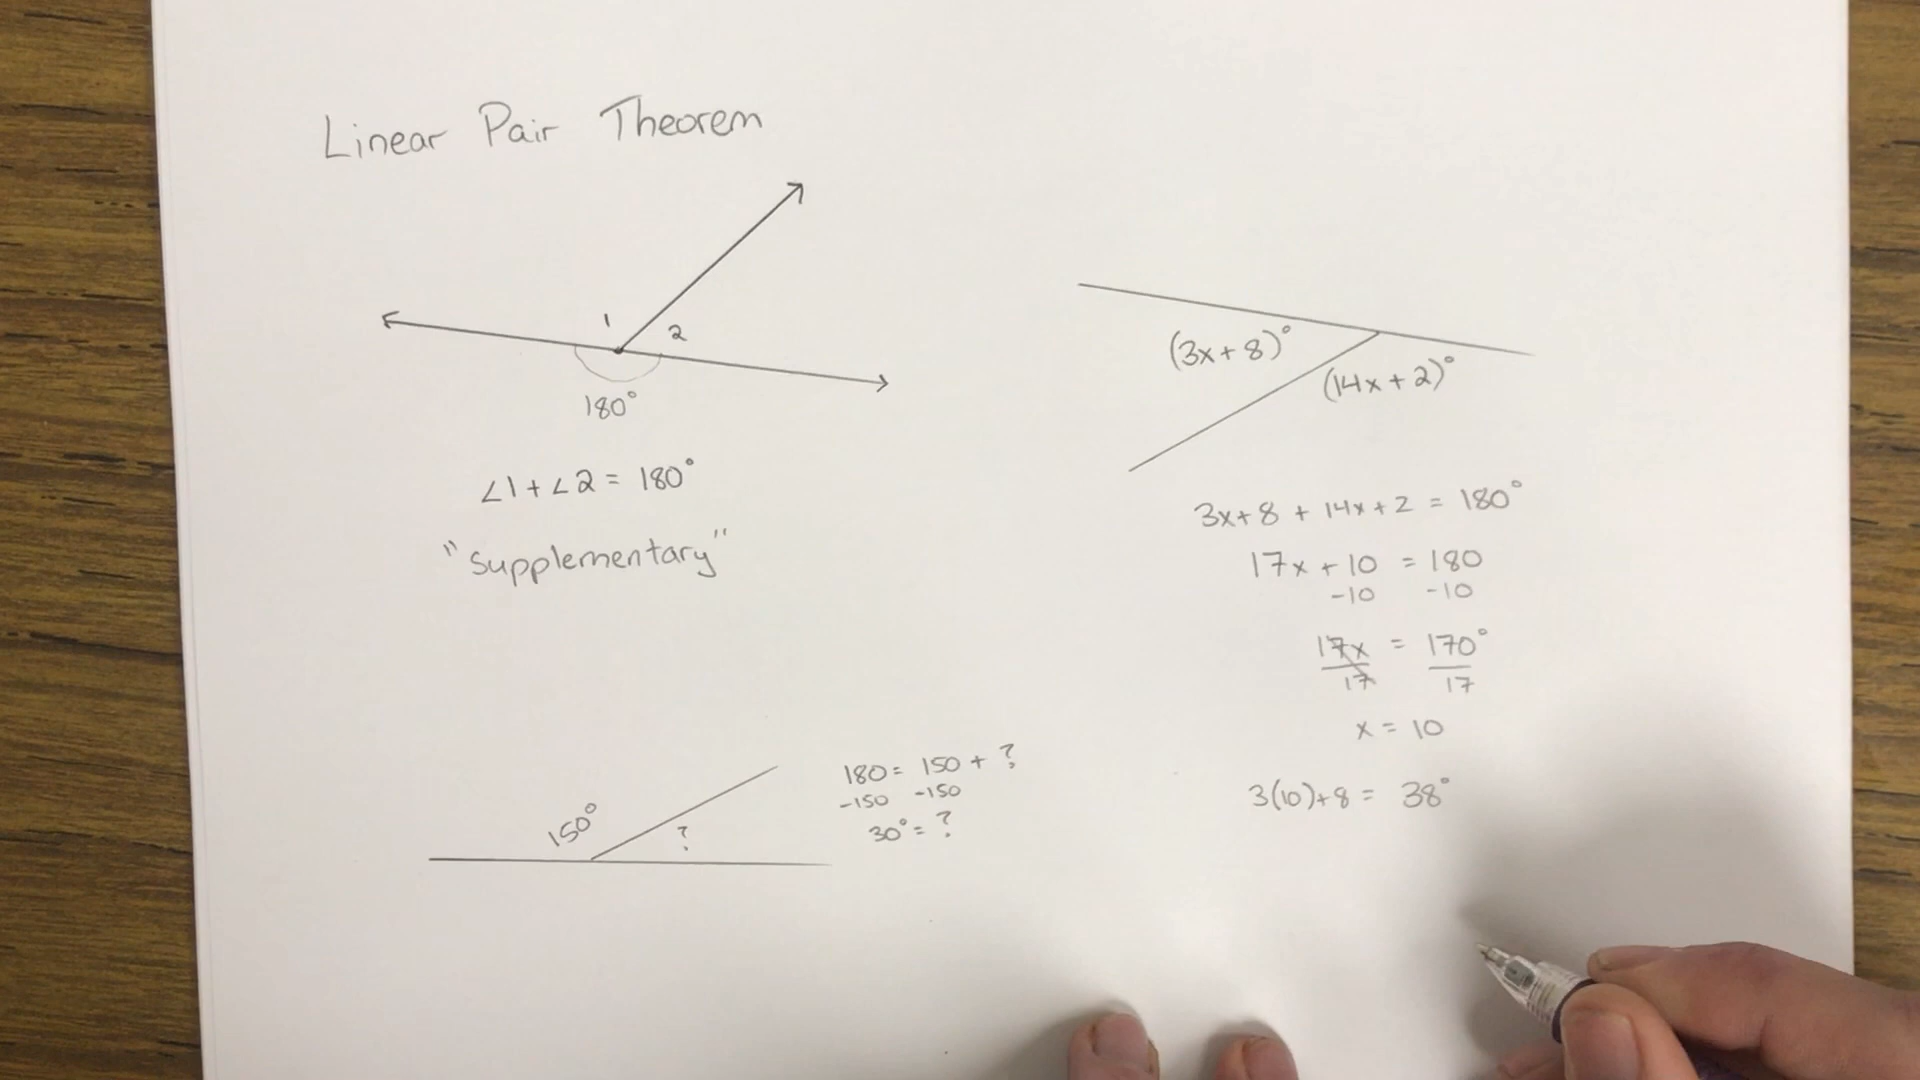 Linear Pair Theorem
1
2
180°
∠1 + ∠2 = 180°
"Supplementary"
150°
?
180 = 150 + ?
-150 -150
30° = ?
(3x + 8)°
(14x + 2)°
3x + 8 + 14x + 2 = 180°
17x + 10 = 180
-10 -10
17x = 170°
17 17
x = 10
3(10)+8 = 38°